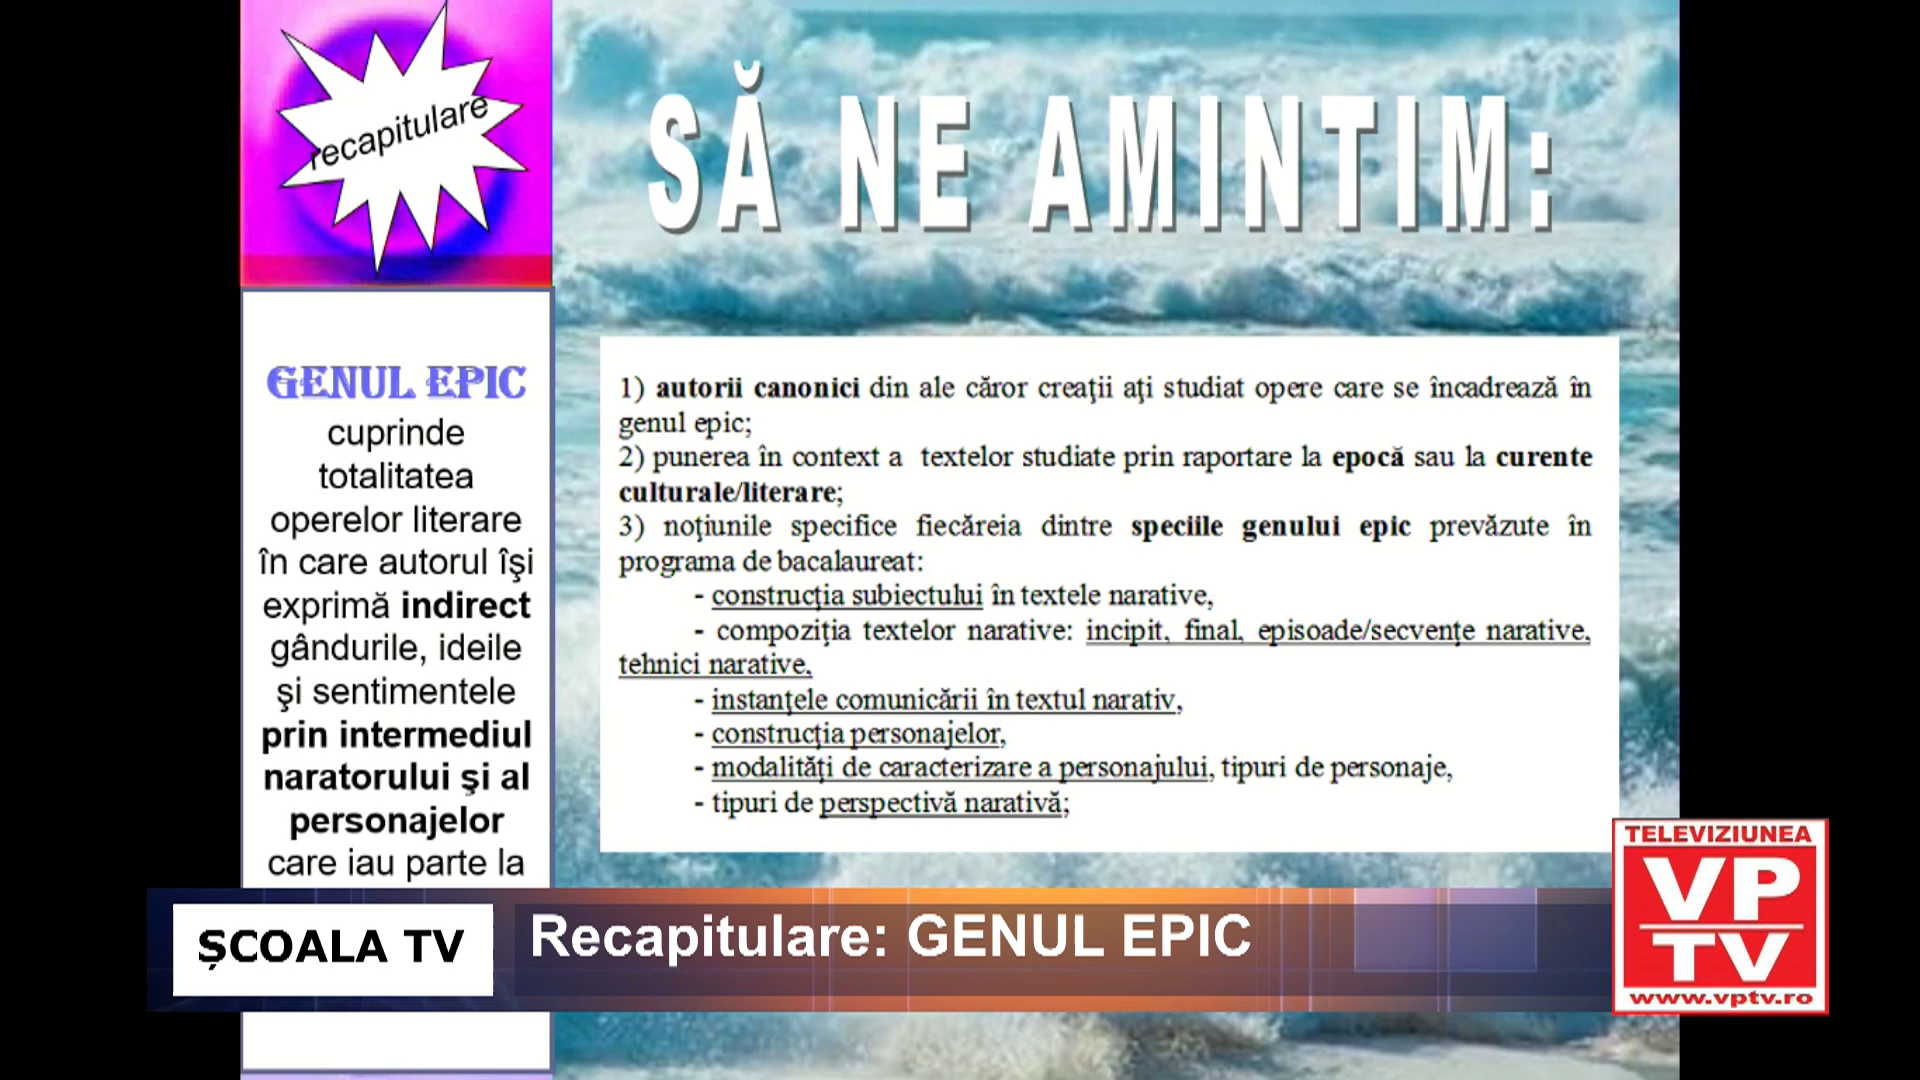 recapitulare
SĂ NE AMINTIM:
GENUL EPIC
cuprinde
totalitatea
operelor literare
în care autorul îşi
exprimă indirect
gândurile, ideile
şi sentimentele
prin intermediul
naratorului şi al
personajelor
care iau parte la
1) autorii canonici din ale căror creaţii aţi studiat opere care se încadrează în
genul epic;
2) punerea în context a textelor studiate prin raportare la epocă sau la curente
culturale/literare;
3) noţiunile specifice fiecăreia dintre speciile genului epic prevăzute în
programa de bacalaureat:
- construcţia subiectului în textele narative,
- compoziţia textelor narative: incipit, final, episoade/secvenţe narative,
tehnici narative,
- instanţele comunicării în textul narativ,
- construcţia personajelor,
- modalităţi de caracterizare a personajului, tipuri de personaje,
- tipuri de perspectivă narativă;
ȘCOALA TV
Recapitulare: GENUL EPIC
TELEVIZIUNEA
VP
TV
www.vptv.ro